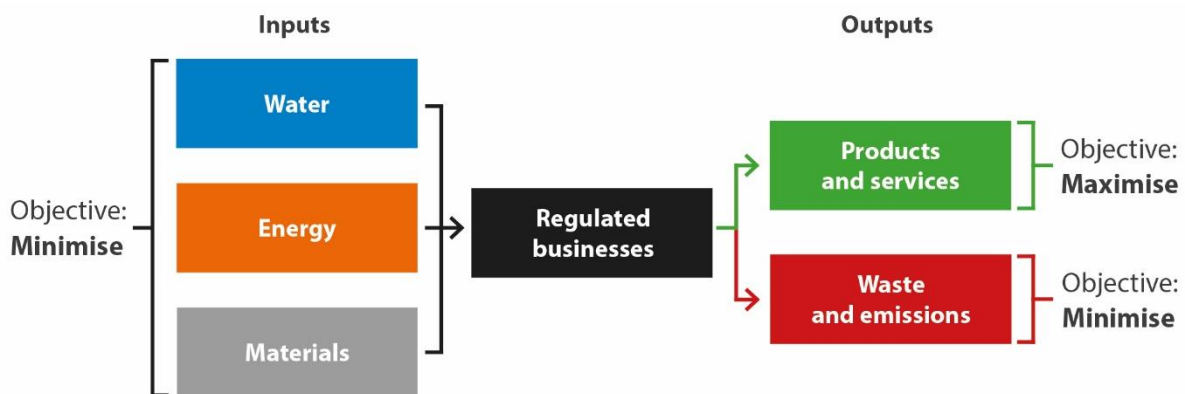 Inputs
Outputs
Water
Energy
Materials
Objective:
Minimise
Regulated
businesses
Products
and services
Objective:
Maximise
Waste
and emissions
Objective:
Minimise